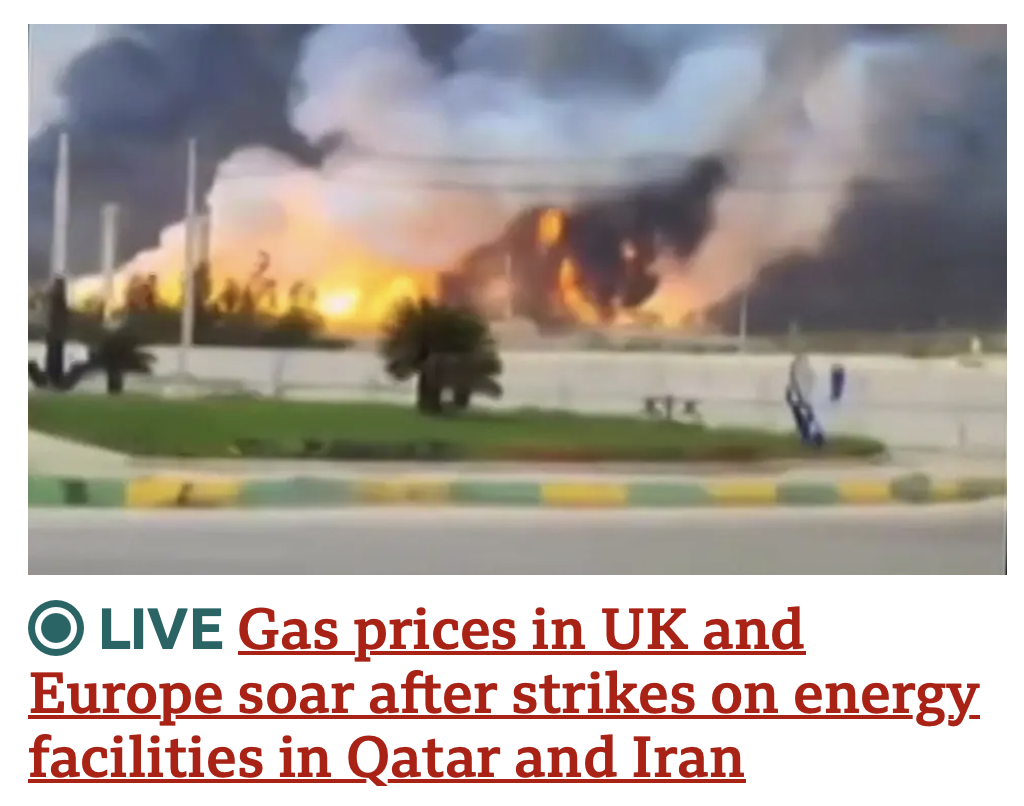 LIVE Gas prices in UK and
Europe soar after strikes on energy
facilities in Qatar and Iran